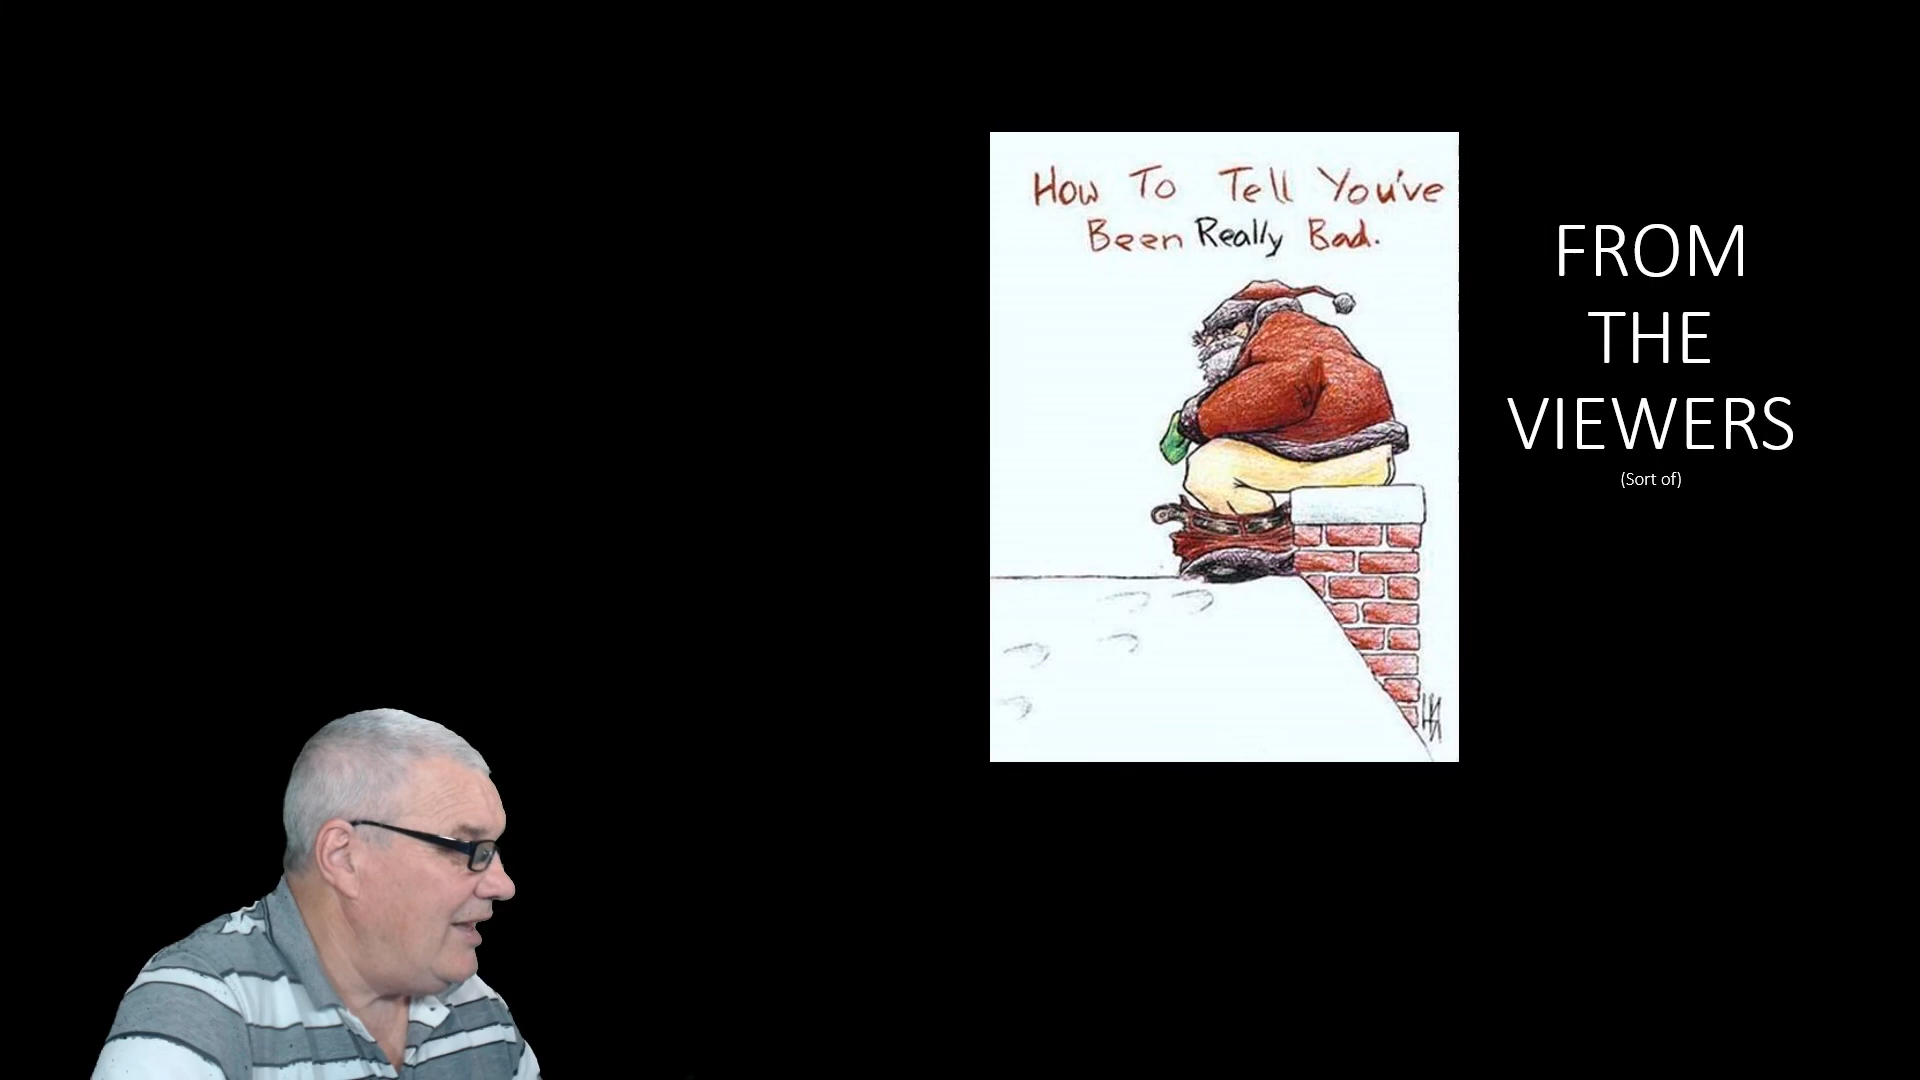 How To Tell You've
Been Really Bad.
FROM
THE
VIEWERS
(Sort of)